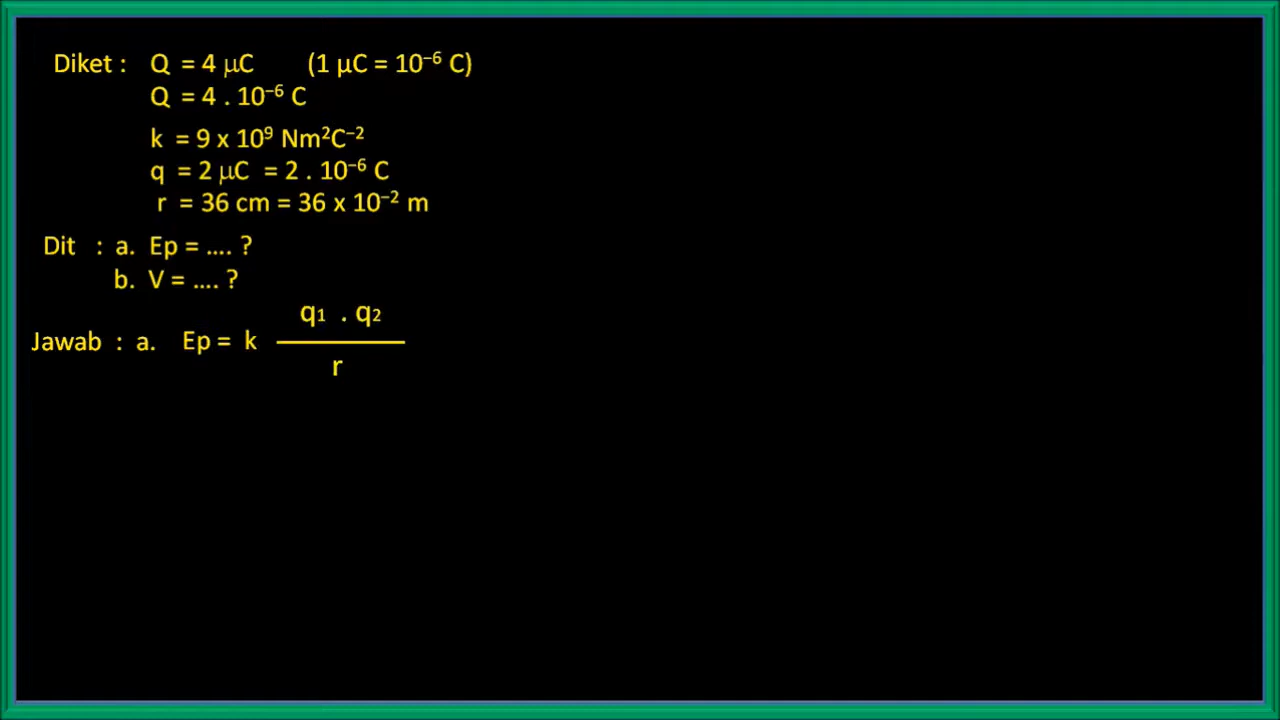 Diket : Q = 4 μC (1 μC = 10⁻⁶ C)
Q = 4 . 10⁻⁶ C
k = 9 x 10⁹ Nm²C⁻²
q = 2 μC = 2 . 10⁻⁶ C
r = 36 cm = 36 x 10⁻² m
Dit : a. Ep = .... ?
b. V = .... ?
q₁ . q₂
Jawab : a. Ep = k
r